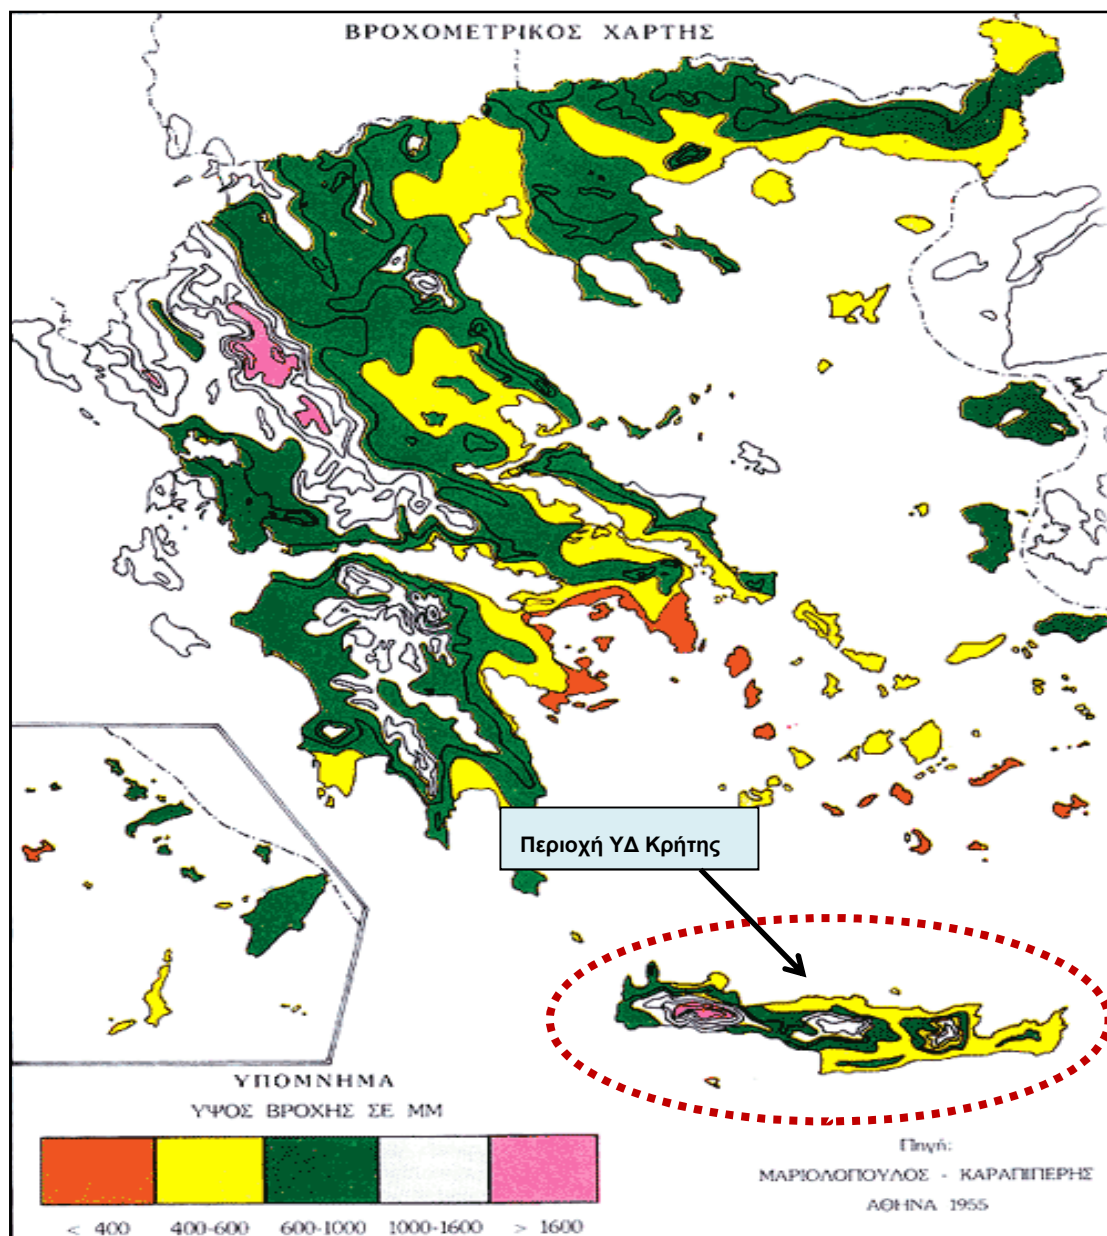 ΒΡΟΧΟΜΕΤΡΙΚΟΣ ΧΑΡΤΗΣ
Περιοχή ΥΔ Κρήτης
ΥΠΟΜΝΗΜΑ
ΥΨΟΣ ΒΡΟΧΗΣ ΣΕ ΜΜ
< 400 400-600 600-1000 1000-1600 > 1600
Πηγή:
ΜΑΡΙΟΛΟΠΟΥΛΟΣ - ΚΑΡΑΠΙΠΕΡΗΣ
ΑΘΗΝΑ 1955